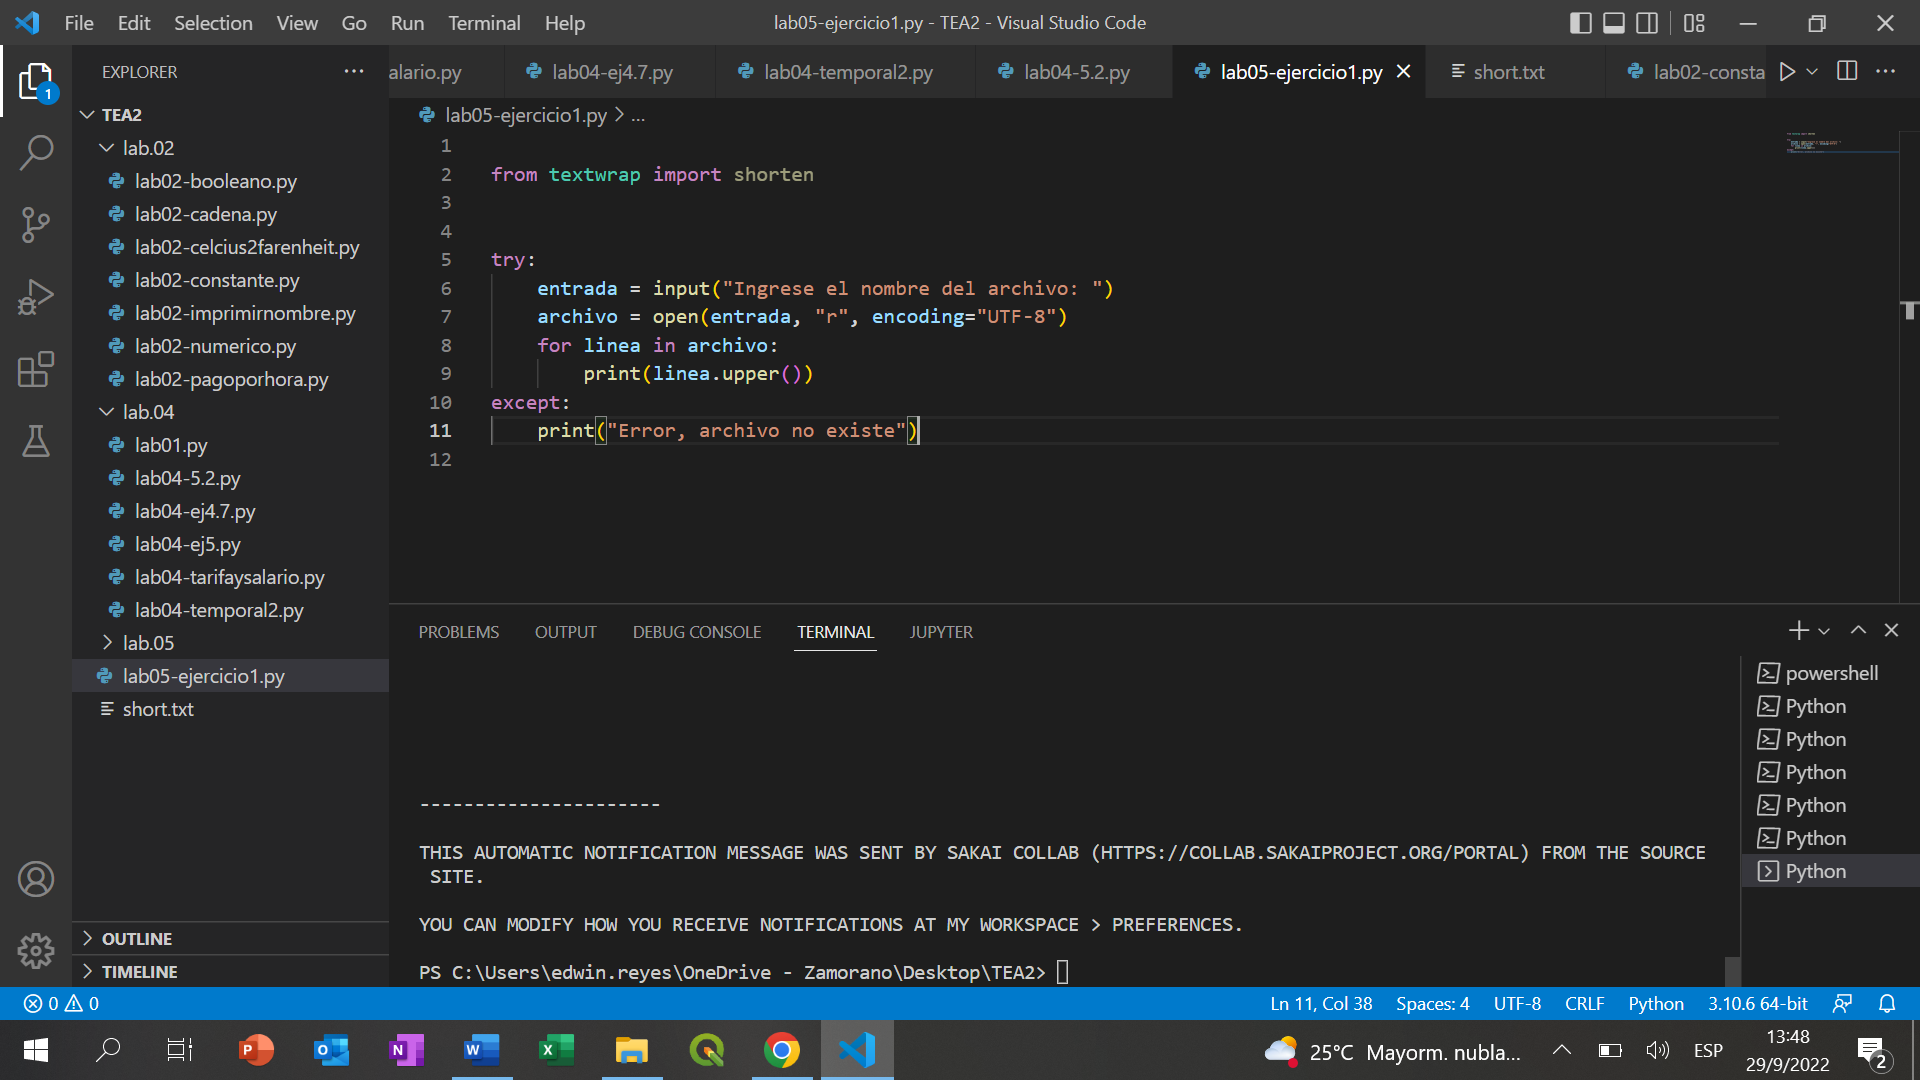 File Edit Selection View Go Run Terminal Help
lab05-ejercicio1.py - TEA2 - Visual Studio Code
EXPLORER
alario.py
lab04-ej4.7.py
lab04-temporal2.py
lab04-5.2.py
lab05-ejercicio1.py
short.txt
lab02-consta
1
TEA2
lab.02
lab02-booleano.py
lab02-cadena.py
lab02-celcius2farenheit.py
lab02-constante.py
lab02-imprimirnombre.py
lab02-numerico.py
lab02-pagoporhora.py
lab.04
lab01.py
lab04-5.2.py
lab04-ej4.7.py
lab04-ej5.py
lab04-tarifaysalario.py
lab04-temporal2.py
lab.05
lab05-ejercicio1.py
short.txt
OUTLINE
TIMELINE
lab05-ejercicio1.py > ...
1
2 from textwrap import shorten
3
4
5 try:
6 entrada = input("Ingrese el nombre del archivo: ")
7 archivo = open(entrada, "r", encoding="UTF-8")
8 for linea in archivo:
9 print(linea.upper())
10 except:
11 print("Error, archivo no existe")
12
PROBLEMS OUTPUT DEBUG CONSOLE TERMINAL JUPYTER
----------------------
THIS AUTOMATIC NOTIFICATION MESSAGE WAS SENT BY SAKAI COLLAB (HTTPS://COLLAB.SAKAIPROJECT.ORG/PORTAL) FROM THE SOURCE
SITE.
YOU CAN MODIFY HOW YOU RECEIVE NOTIFICATIONS AT MY WORKSPACE > PREFERENCES.
PS C:\Users\edwin.reyes\OneDrive - Zamorano\Desktop\TEA2>
powershell
Python
Python
Python
Python
Python
Python
0 0
Ln 11, Col 38 Spaces: 4 UTF-8 CRLF Python 3.10.6 64-bit
25°C Mayorm. nubla...
ESP
13:48
29/9/2022
2